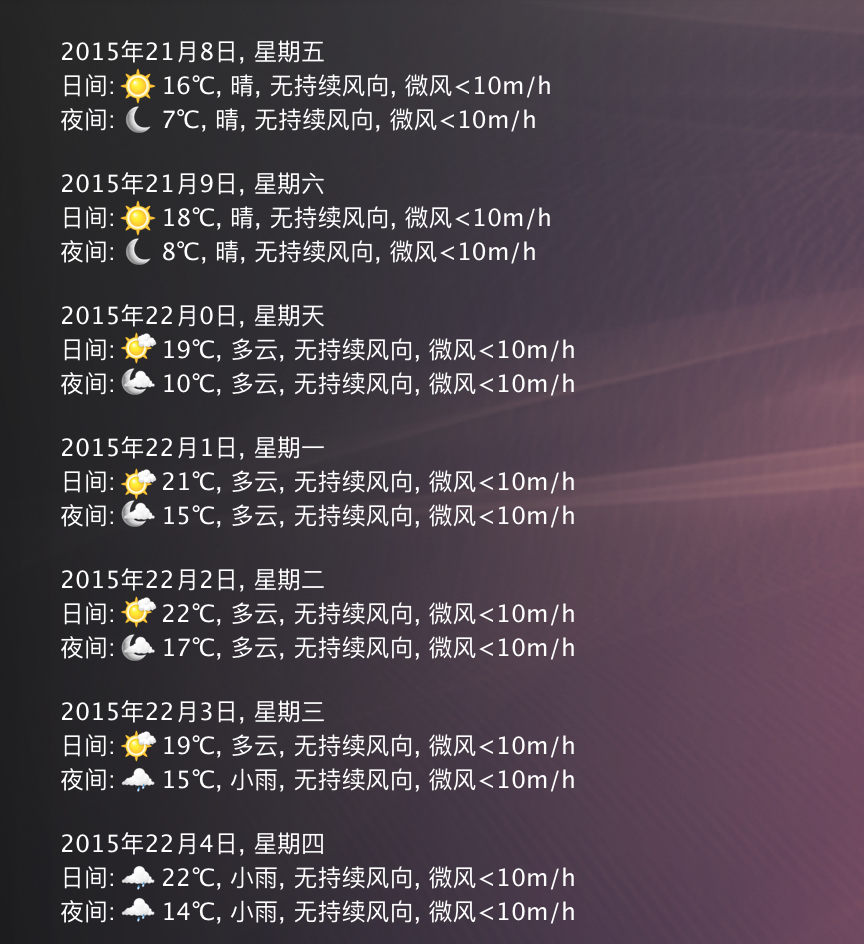 2015年21月8日, 星期五
日间: 16℃, 晴, 无持续风向, 微风<10m/h
夜间: 7℃, 晴, 无持续风向, 微风<10m/h
2015年21月9日, 星期六
日间: 18℃, 晴, 无持续风向, 微风<10m/h
夜间: 8℃, 晴, 无持续风向, 微风<10m/h
2015年22月0日, 星期天
日间: 19℃, 多云, 无持续风向, 微风<10m/h
夜间: 10℃, 多云, 无持续风向, 微风<10m/h
2015年22月1日, 星期一
日间: 21℃, 多云, 无持续风向, 微风<10m/h
夜间: 15℃, 多云, 无持续风向, 微风<10m/h
2015年22月2日, 星期二
日间: 22℃, 多云, 无持续风向, 微风<10m/h
夜间: 17℃, 多云, 无持续风向, 微风<10m/h
2015年22月3日, 星期三
日间: 19℃, 多云, 无持续风向, 微风<10m/h
夜间: 15℃, 小雨, 无持续风向, 微风<10m/h
2015年22月4日, 星期四
日间: 22℃, 小雨, 无持续风向, 微风<10m/h
夜间: 14℃, 小雨, 无持续风向, 微风<10m/h